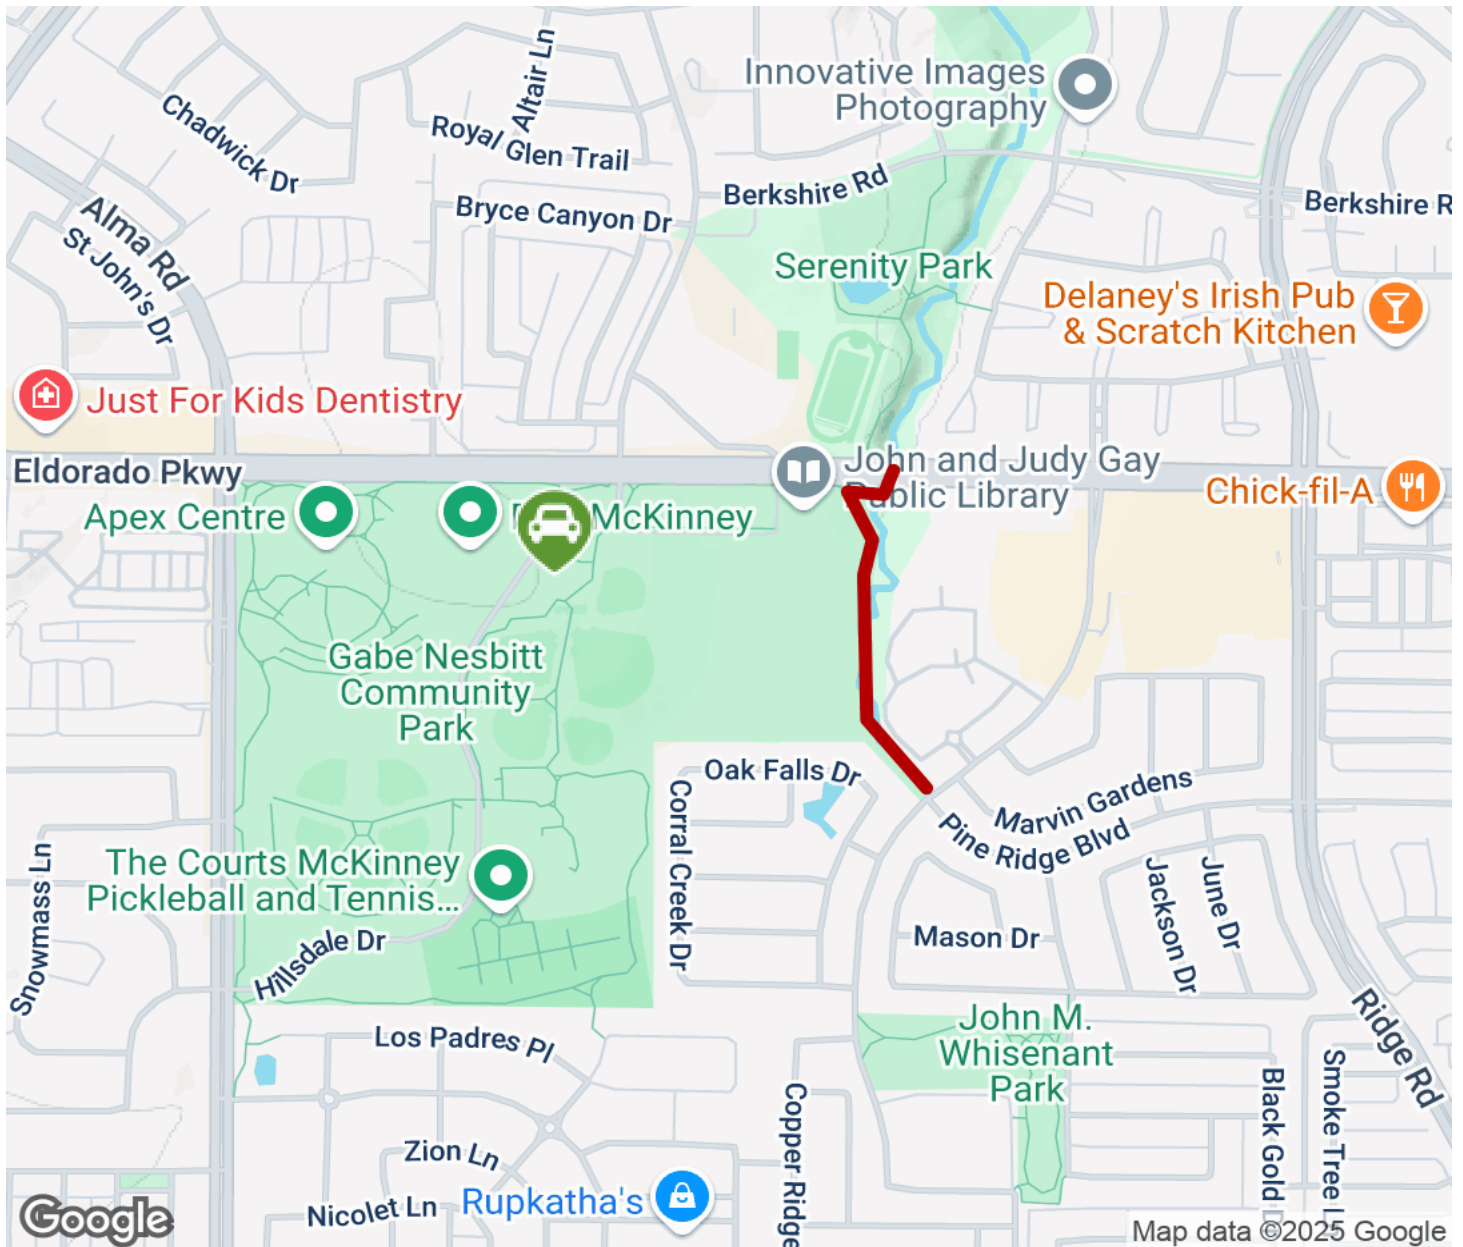 Altair Ln
Innovative Images
Photography
Chadwick Dr
Royal Glen Trail
Berkshire Rd
Bryce Canyon Dr
Berkshire R
Alma Rd
St John's Dr
Serenity Park
Delaney's Irish Pub
& Scratch Kitchen
Just For Kids Dentistry
Eldorado Pkwy
John and Judy Gay
Public Library
Chick-fil-A
Apex Centre
McKinney
Gabe Nesbitt
Community
Park
Oak Falls Dr
Corral Creek Dr
Marvin Gardens
Pine Ridge Blvd
The Courts McKinney
Pickleball and Tennis...
Snowmass Ln
Jackson Dr
June Dr
Mason Dr
Hillsdale Dr
Los Padres Pl
John M.
Whisenant
Park
Ridge Rd
Smoke Tree L
Black Gold D
Copper Ridge
Zion Ln
Nicolet Ln
Rupkatha's
Google
Map data ©2025 Google